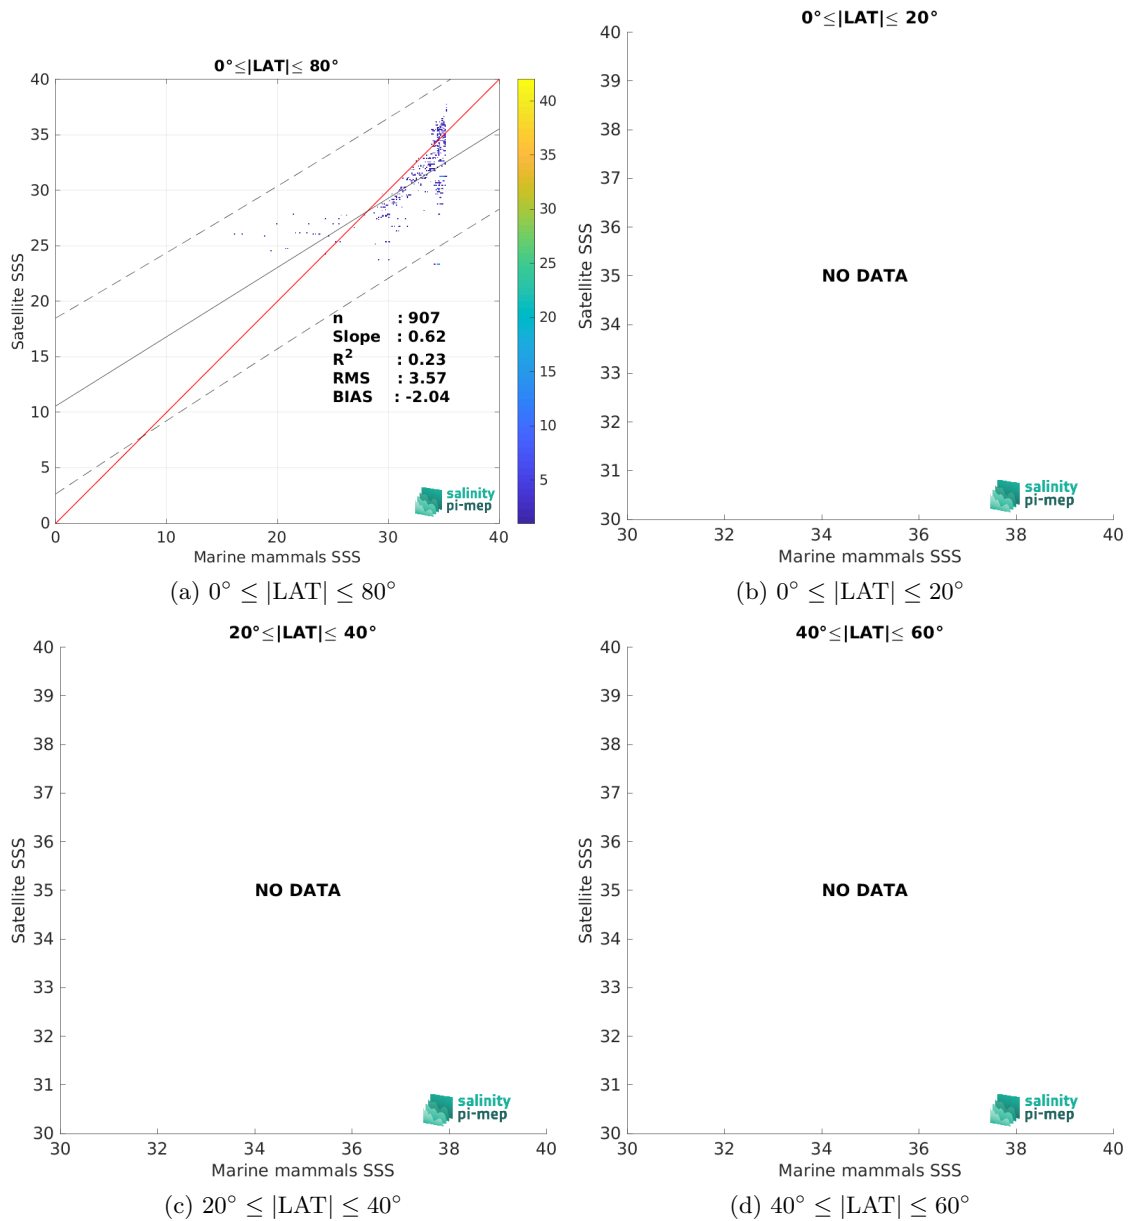 0°≤|LAT|≤ 80°
40
35
30
25
20
15
10
5
0
0
10
20
30
40
Satellite SSS
Marine mammals SSS
n : 907
Slope : 0.62
R² : 0.23
RMS : 3.57
BIAS : -2.04
40
35
30
25
20
15
10
5
salinity
pi-mep
(a) 0° ≤ |LAT| ≤ 80°
0°≤|LAT|≤ 20°
40
39
38
37
36
35
34
33
32
31
30
30
32
34
36
38
40
Satellite SSS
NO DATA
Marine mammals SSS
salinity
pi-mep
(b) 0° ≤ |LAT| ≤ 20°
20°≤|LAT|≤ 40°
40
39
38
37
36
35
34
33
32
31
30
30
32
34
36
38
40
Satellite SSS
NO DATA
Marine mammals SSS
salinity
pi-mep
(c) 20° ≤ |LAT| ≤ 40°
40°≤|LAT|≤ 60°
40
39
38
37
36
35
34
33
32
31
30
30
32
34
36
38
40
Satellite SSS
NO DATA
Marine mammals SSS
salinity
pi-mep
(d) 40° ≤ |LAT| ≤ 60°